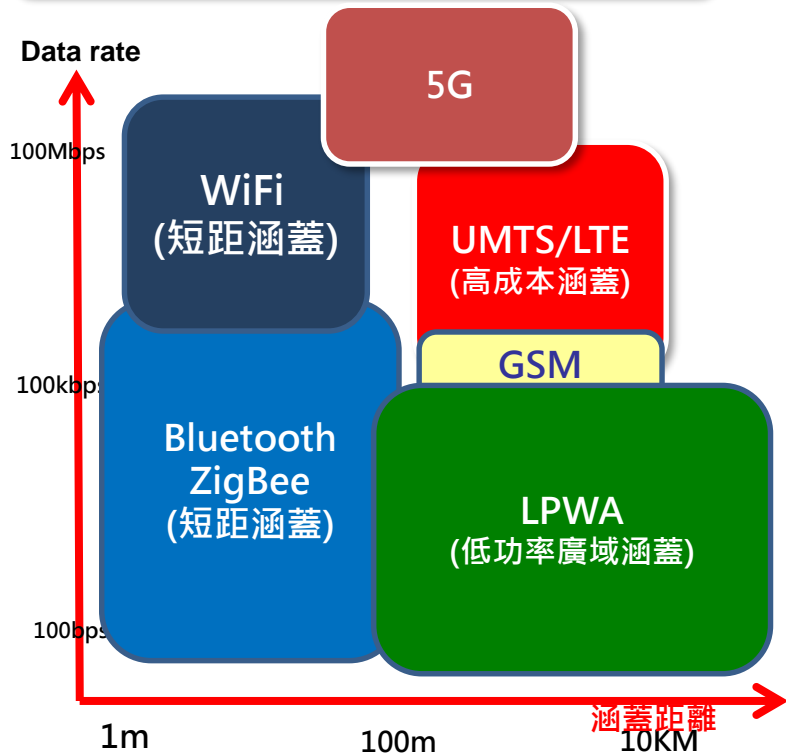 Data rate
5G
100Mbps
WiFi
(短距涵蓋)
UMTS/LTE
(高成本涵蓋)
GSM
100kbps
Bluetooth
ZigBee
(短距涵蓋)
LPWA
(低功率廣域涵蓋)
100bps
涵蓋距離
1m
100m
10KM